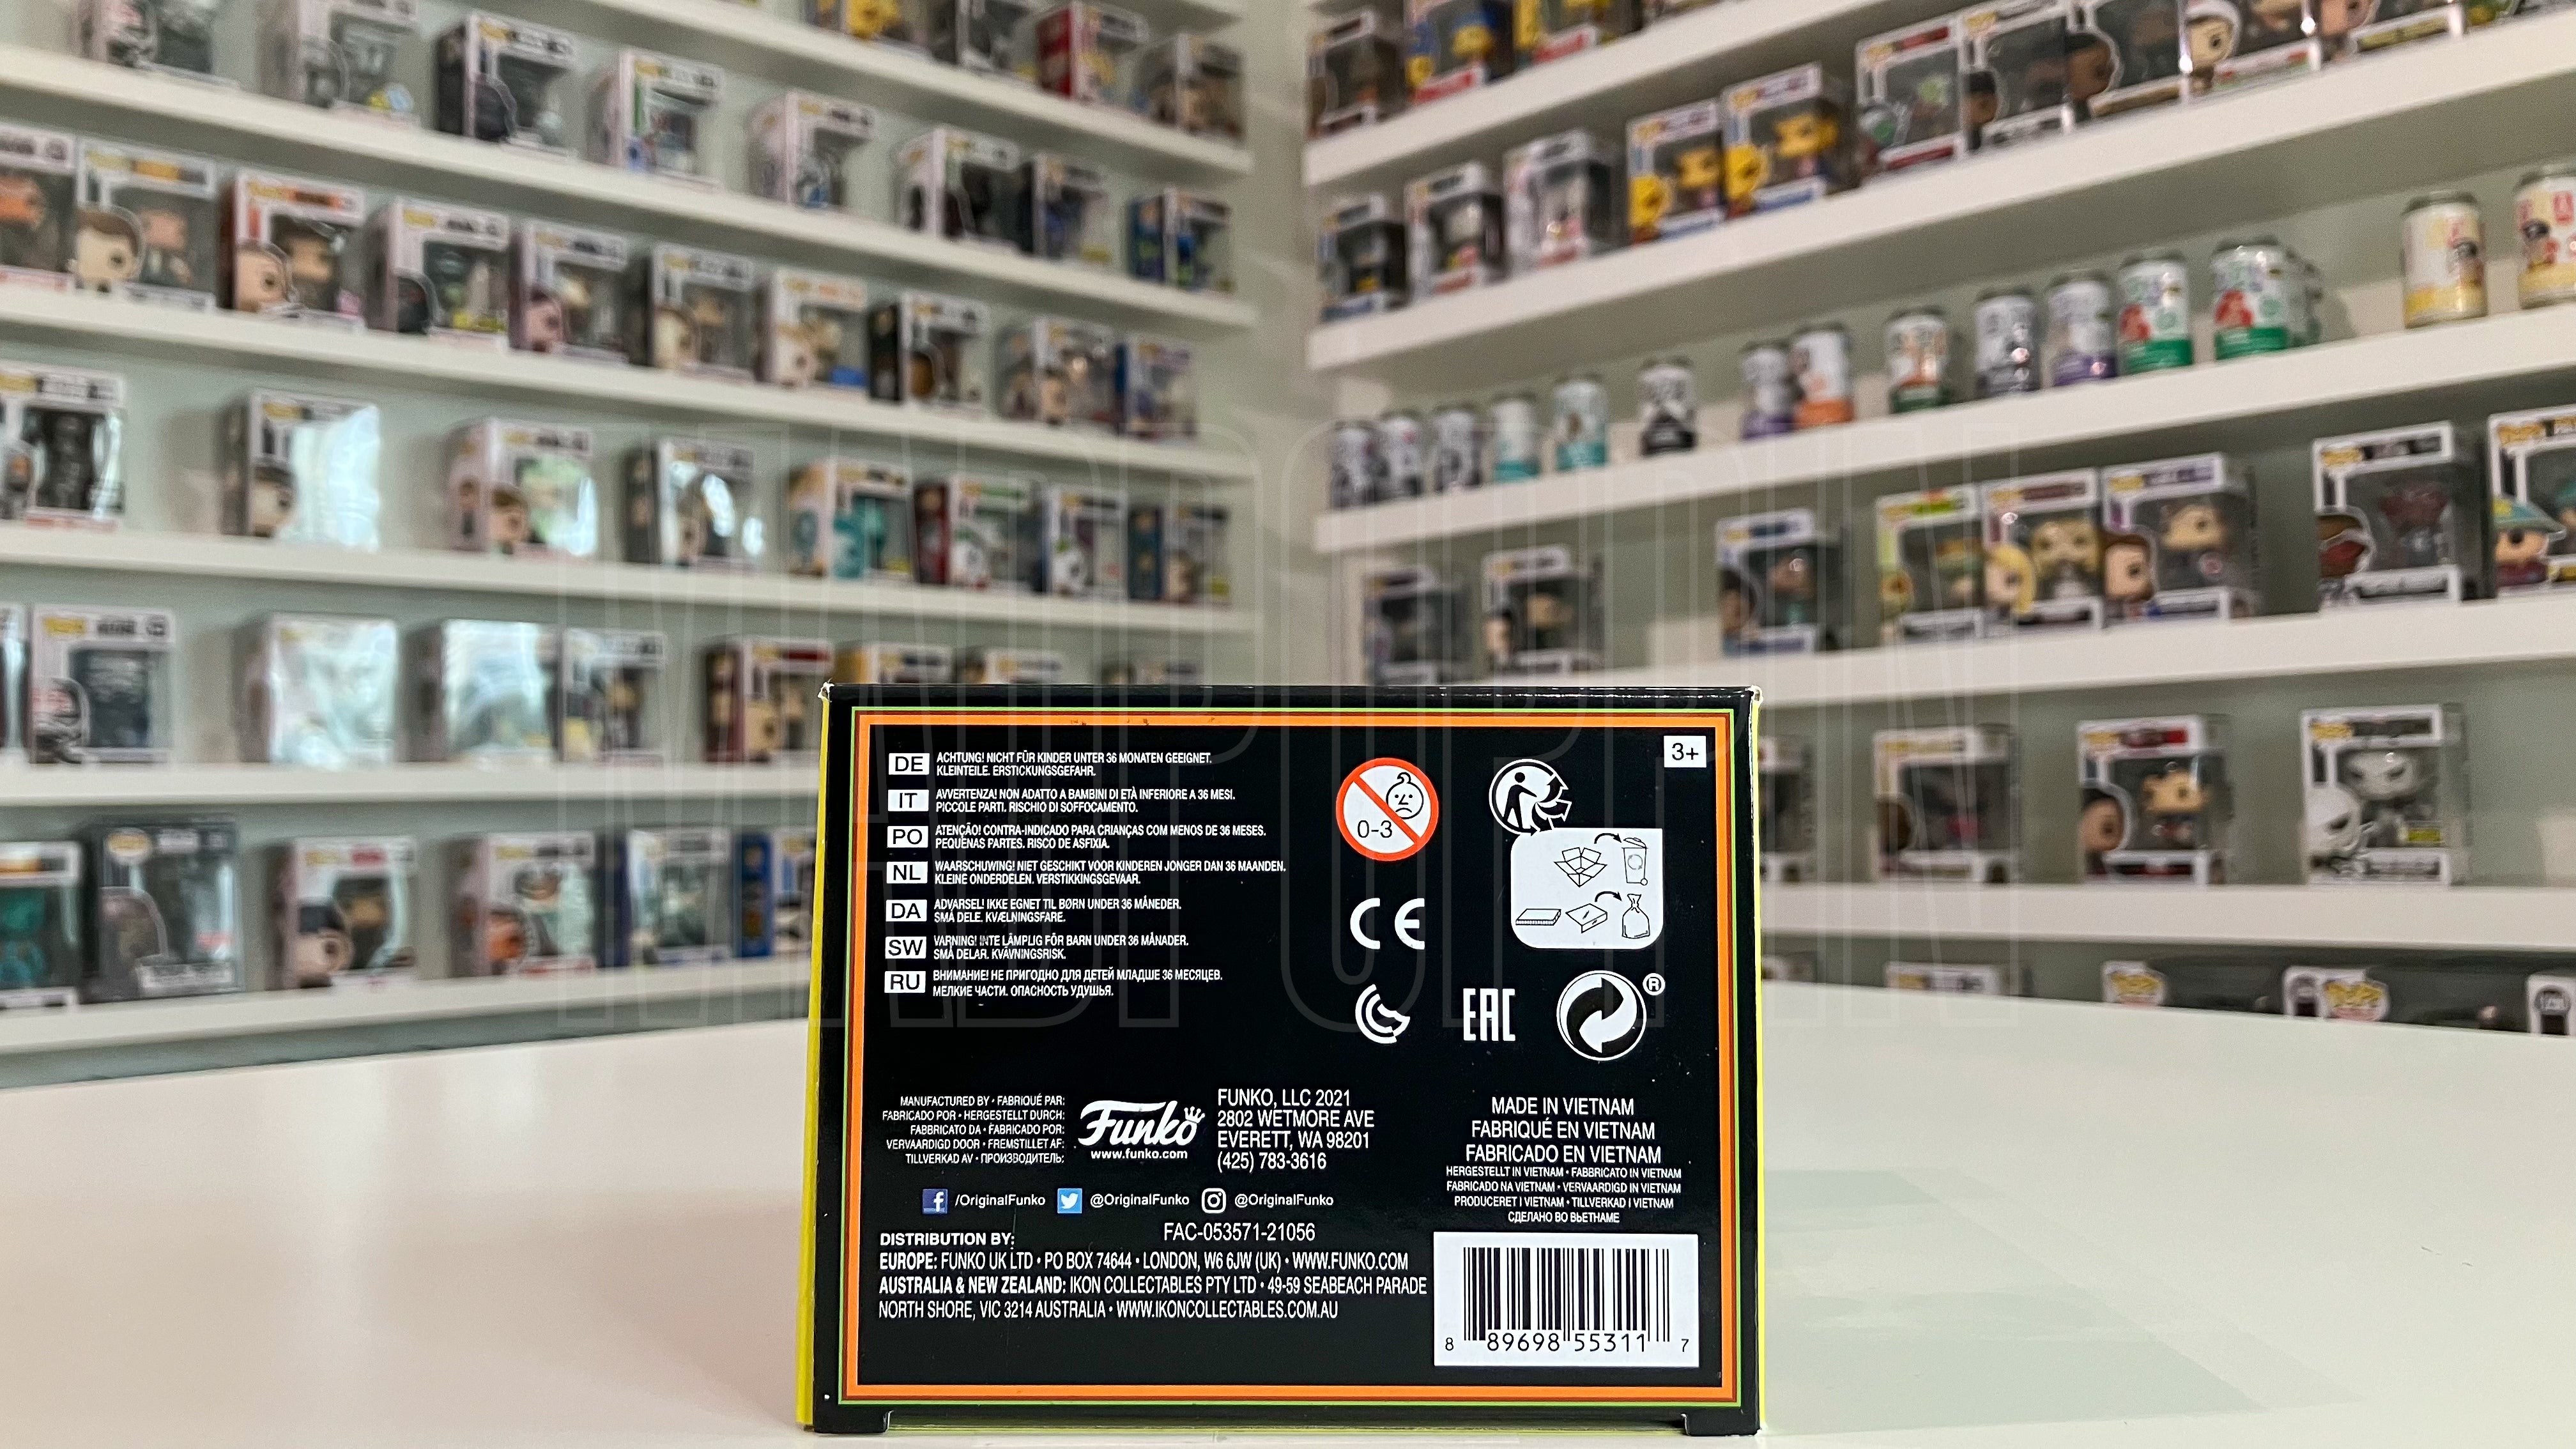 3+
DE ACHTUNG! NICHT FÜR KINDER UNTER 36 MONATEN GEEIGNET.
KLEINTEILE. ERSTICKUNGSGEFAHR.
IT AVVERTENZA! NON ADATTO A BAMBINI DI ETÀ INFERIORE A 36 MESI.
PICCOLE PARTI. RISCHIO DI SOFFOCAMENTO.
PO ATENÇÃO! CONTRA-INDICADO PARA CRIANÇAS COM MENOS DE 36 MESES.
PEQUENAS PARTES. RISCO DE ASFIXIA.
NL WAARSCHUWING! NIET GESCHIKT VOOR KINDEREN JONGER DAN 36 MAANDEN.
KLEINE ONDERDELEN. VERSTIKKINGSGEVAAR.
DA ADVARSEL! IKKE EGNET TIL BØRN UNDER 36 MÅNEDER.
SMÅ DELE. KVÆLNINGSFARE.
SW VARNING! INTE LÄMPLIG FÖR BARN UNDER 36 MÅNADER.
SMÅ DELAR. KVÄVNINGSRISK.
RU ВНИМАНИЕ! НЕ ПРИГОДНО ДЛЯ ДЕТЕЙ МЛАДШЕ 36 МЕСЯЦЕВ.
МЕЛКИЕ ЧАСТИ. ОПАСНОСТЬ УДУШЬЯ.
0-3
CE
EAC
®
MANUFACTURED BY • FABRIQUÉ PAR:
FABRICADO POR • HERGESTELLT DURCH:
FABBRICATO DA • FABRICADO POR:
VERVAARDIGD DOOR • FREMSTILLET AF:
TILLVERKAD AV • ПРОИЗВОДИТЕЛЬ:
Funko
www.funko.com
FUNKO, LLC 2021
2802 WETMORE AVE
EVERETT, WA 98201
(425) 783-3616
MADE IN VIETNAM
FABRIQUÉ EN VIETNAM
FABRICADO EN VIETNAM
HERGESTELLT IN VIETNAM • FABBRICATO IN VIETNAM
FABRICADO NA VIETNAM • VERVAARDIGD IN VIETNAM
PRODUCERET I VIETNAM • TILLVERKAD I VIETNAM
СДЕЛАНО ВО ВЬЕТНАМЕ
/OriginalFunko @OriginalFunko @OriginalFunko
FAC-053571-21056
DISTRIBUTION BY:
EUROPE: FUNKO UK LTD • PO BOX 74644 • LONDON, W6 6JW (UK) • WWW.FUNKO.COM
AUSTRALIA & NEW ZEALAND: IKON COLLECTABLES PTY LTD • 49-59 SEABEACH PARADE
NORTH SHORE, VIC 3214 AUSTRALIA • WWW.IKONCOLLECTABLES.COM.AU
8 89698 55311 7